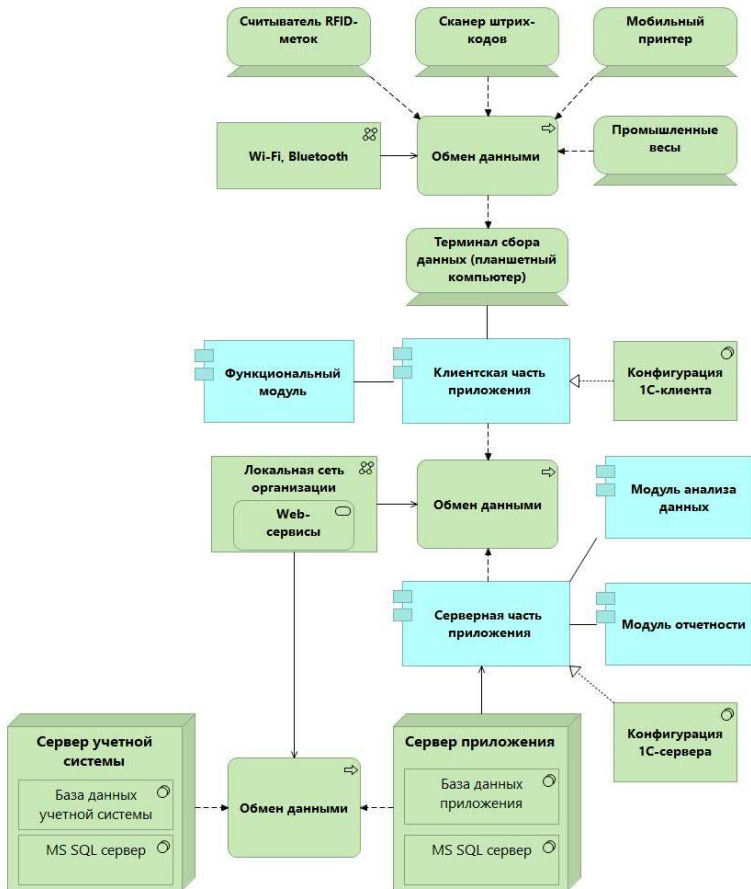 Считыватель RFID-
меток
Сканер штрих-
кодов
Мобильный
принтер
Wi-Fi, Bluetooth
Обмен данными
Промышленные
весы
Терминал сбора
данных (планшетный
компьютер)
Функциональный
модуль
Клиентская часть
приложения
Конфигурация
1С-клиента
Локальная сеть
организации
Web-
сервисы
Обмен данными
Модуль анализа
данных
Серверная часть
приложения
Модуль отчетности
Конфигурация
1С-сервера
Сервер учетной
системы
База данных
учетной системы
MS SQL сервер
Обмен данными
Сервер приложения
База данных
приложения
MS SQL сервер